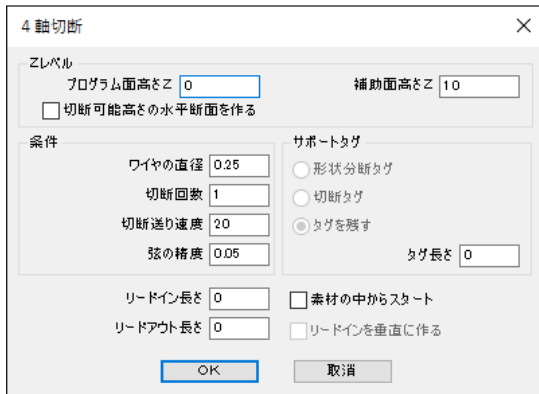 4 軸切断
Zレベル
プログラム面高さZ 0
補助面高さZ 10
切断可能高さの水平断面を作る
条件
ワイヤの直径 0.25
切断回数 1
切断送り速度 20
弦の精度 0.05
サポートタグ
形状分断タグ
切断タグ
タグを残す
タグ長さ 0
リードイン長さ 0
リードアウト長さ 0
素材の中からスタート
リードインを垂直に作る
OK
取消